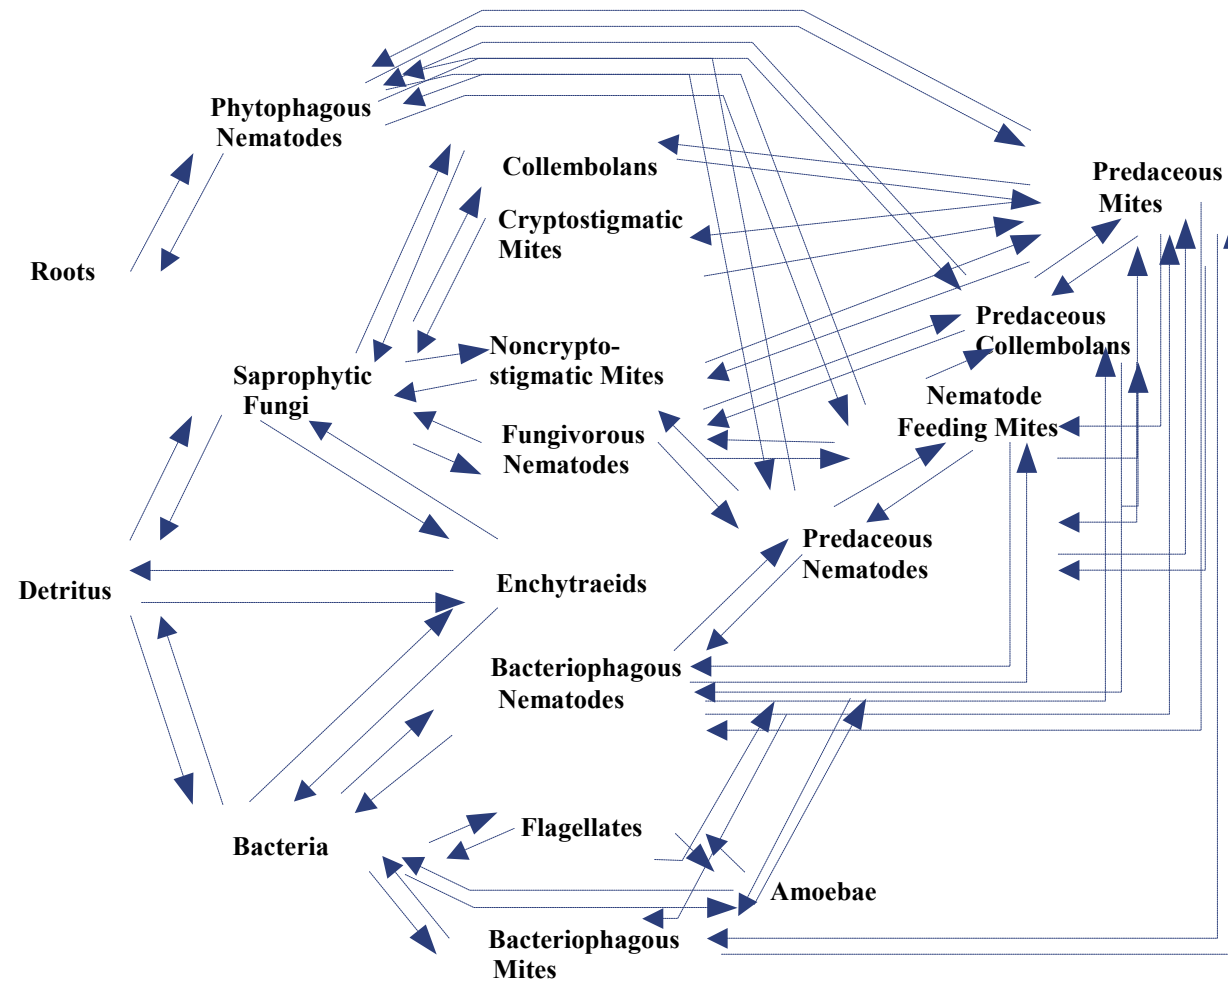 Phytophagous
Nematodes
Collembolans
Predaceous
Mites
Cryptostigmatic
Mites
Roots
Predaceous
Collembolans
Noncrypto-
stigmatic Mites
Saprophytic
Fungi
Nematode
Feeding Mites
Fungivorous
Nematodes
Predaceous
Nematodes
Detritus
Enchytraeids
Bacteriophagous
Nematodes
Flagellates
Bacteria
Amoebae
Bacteriophagous
Mites